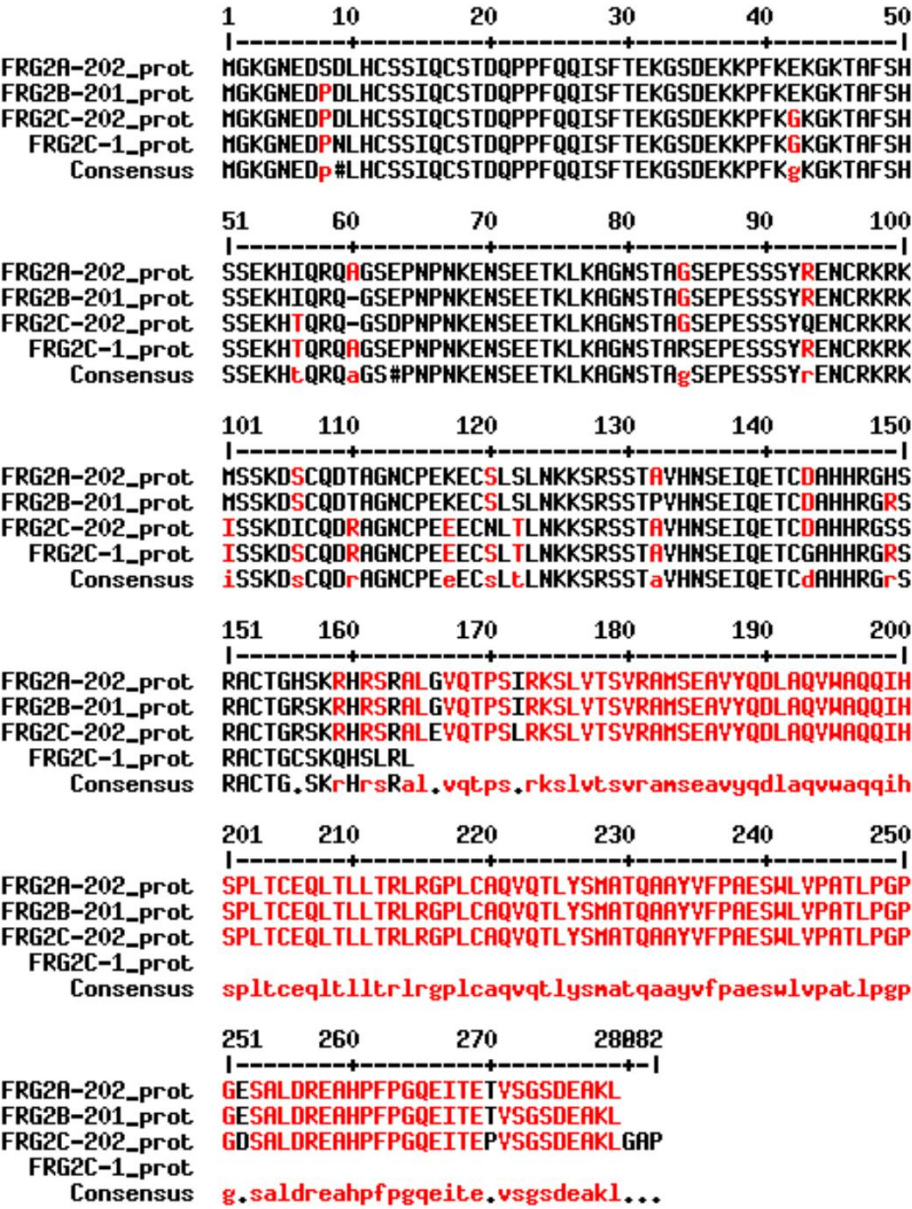 1       10        20        30        40        50
|--------+---------+---------+---------+---------|
FRG2A-202_prot MGKGNEDSDLHCSSIQCSTDQPPFQQISFTEKGSDEKKPFKEKGKTAFSH
FRG2B-201_prot MGKGNEDPDLHCSSIQCSTDQPPFQQISFTEKGSDEKKPFKEKGKTAFSH
FRG2C-202_prot MGKGNEDPDLHCSSIQCSTDQPPFQQISFTEKGSDEKKPFKGKGKTAFSH
FRG2C-1_prot MGKGNEDPNLHCSSIQCSTDQPPFQQISFTEKGSDEKKPFKGKGKTAFSH
Consensus MGKGNEDp#LHCSSIQCSTDQPPFQQISFTEKGSDEKKPFKgKGKTAFSH
51      60        70        80        90       100
|--------+---------+---------+---------+---------|
FRG2A-202_prot SSEKHIQRQAGSEPNPNKENSEETKLKAGNSTAGSEPESSSYRENCRKRK
FRG2B-201_prot SSEKHIQRQ-GSEPNPNKENSEETKLKAGNSTAGSEPESSSYRENCRKRK
FRG2C-202_prot SSEKHTQRQ-GSDPNPNKENSEETKLKAGNSTAGSEPESSSYQENCRKRK
FRG2C-1_prot SSEKHTQRQAGSEPNPNKENSEETKLKAGNSTARSEPESSSYRENCRKRK
Consensus SSEKHtQRQaGS#PNPNKENSEETKLKAGNSTAgSEPESSSYrENCRKRK
101    110       120       130       140       150
|--------+---------+---------+---------+---------|
FRG2A-202_prot MSSKDSCQDTAGNCPEKECSLSLNKKSRSSTAVHNSEIQETCDAHHRGHS
FRG2B-201_prot MSSKDSCQDTAGNCPEKECSLSLNKKSRSSTPVHNSEIQETCDAHHRGRS
FRG2C-202_prot ISSKDICQDRAGNCPEEECNLTLNKKSRSSTAVHNSEIQETCDAHHRGSS
FRG2C-1_prot ISSKDSCQDRAGNCPEEECSLTLNKKSRSSTAVHNSEIQETCGAHHRGRS
Consensus iSSKDsCQDrAGNCPEeECsLtLNKKSRSSTaVHNSEIQETCdAHHRGrS
151    160       170       180       190       200
|--------+---------+---------+---------+---------|
FRG2A-202_prot RACTGHSKRHRSRALGVQTPSIRKSLVTSVRAMSEAVYQDLAQVWAQQIH
FRG2B-201_prot RACTGRSKRHRSRALGVQTPSIRKSLVTSVRAMSEAVYQDLAQVWAQQIH
FRG2C-202_prot RACTGRSKRHRSRALEVQTPSLRKSLVTSVRAMSEAVYQDLAQVWAQQIH
FRG2C-1_prot RACTGCSKQHSLRL
Consensus RACTG.SKrHrsRal.vqtps.rkslvtsvramseavyqdlaqvwaqqih
201    210       220       230       240       250
|--------+---------+---------+---------+---------|
FRG2A-202_prot SPLTCEQLTLLTRLRGPLCAQVQTLYSMATQAAYVFPAESWLVPATLPGP
FRG2B-201_prot SPLTCEQLTLLTRLRGPLCAQVQTLYSMATQAAYVFPAESWLVPATLPGP
FRG2C-202_prot SPLTCEQLTLLTRLRGPLCAQVQTLYSMATQAAYVFPAESWLVPATLPGP
FRG2C-1_prot
Consensus spltceqltlltrlrgplcaqvqtlysmatqaayvfpaeswlvpatlpgp
251    260       270       28082
|--------+---------+---------+-|
FRG2A-202_prot GESALDREAHPFPGQEITETVSGSDEAKL
FRG2B-201_prot GESALDREAHPFPGQEITETVSGSDEAKL
FRG2C-202_prot GDSALDREAHPFPGQEITEPVSGSDEAKLGAP
FRG2C-1_prot
Consensus g.saldreahpfpgqeite.vsgsdeakl...